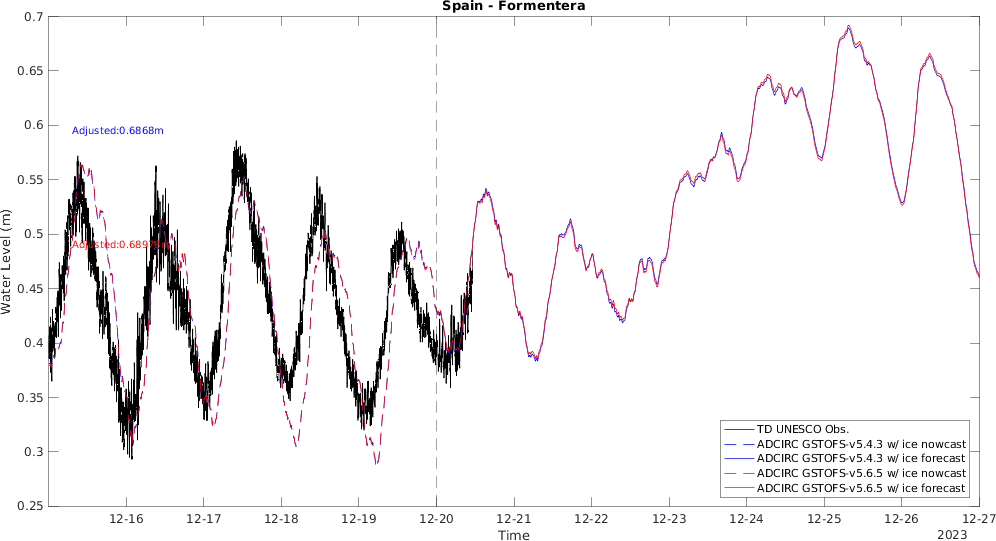 Spain - Formentera
0.7
0.65
0.6
0.55
0.5
0.45
0.4
0.35
0.3
0.25
Water Level (m)
Adjusted:0.6868m
12-16
12-17
12-18
12-19
12-20
12-21
12-22
12-23
12-24
12-25
12-26
12-27
Time
2023
TD UNESCO Obs.
ADCIRC GSTOFS-v5.4.3 w/ ice nowcast
ADCIRC GSTOFS-v5.4.3 w/ ice forecast
ADCIRC GSTOFS-v5.6.5 w/ ice nowcast
ADCIRC GSTOFS-v5.6.5 w/ ice forecast